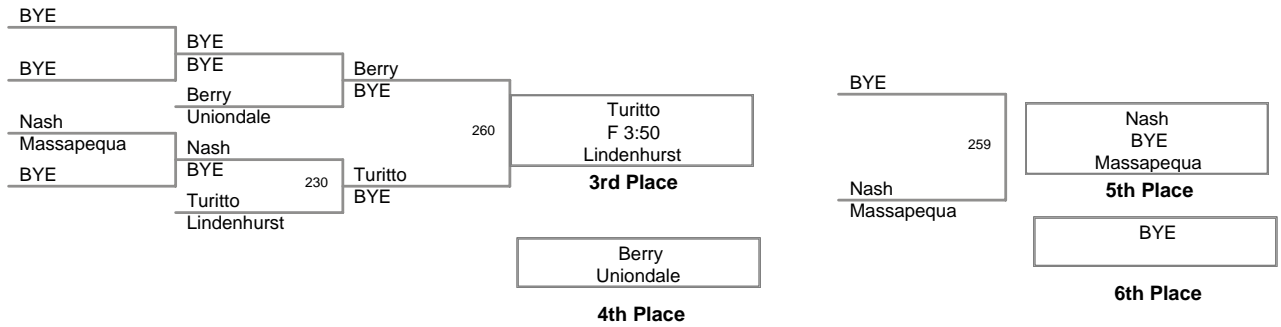 BYE
BYE
BYE
BYE
Berry
Uniondale
Berry
BYE
Nash
Massapequa
BYE
Nash
BYE
230
Turitto
Lindenhurst
Turitto
BYE
260
Turitto
F 3:50
Lindenhurst
3rd Place
Berry
Uniondale
4th Place
BYE
259
Nash
Massapequa
Nash
BYE
Massapequa
5th Place
BYE
6th Place